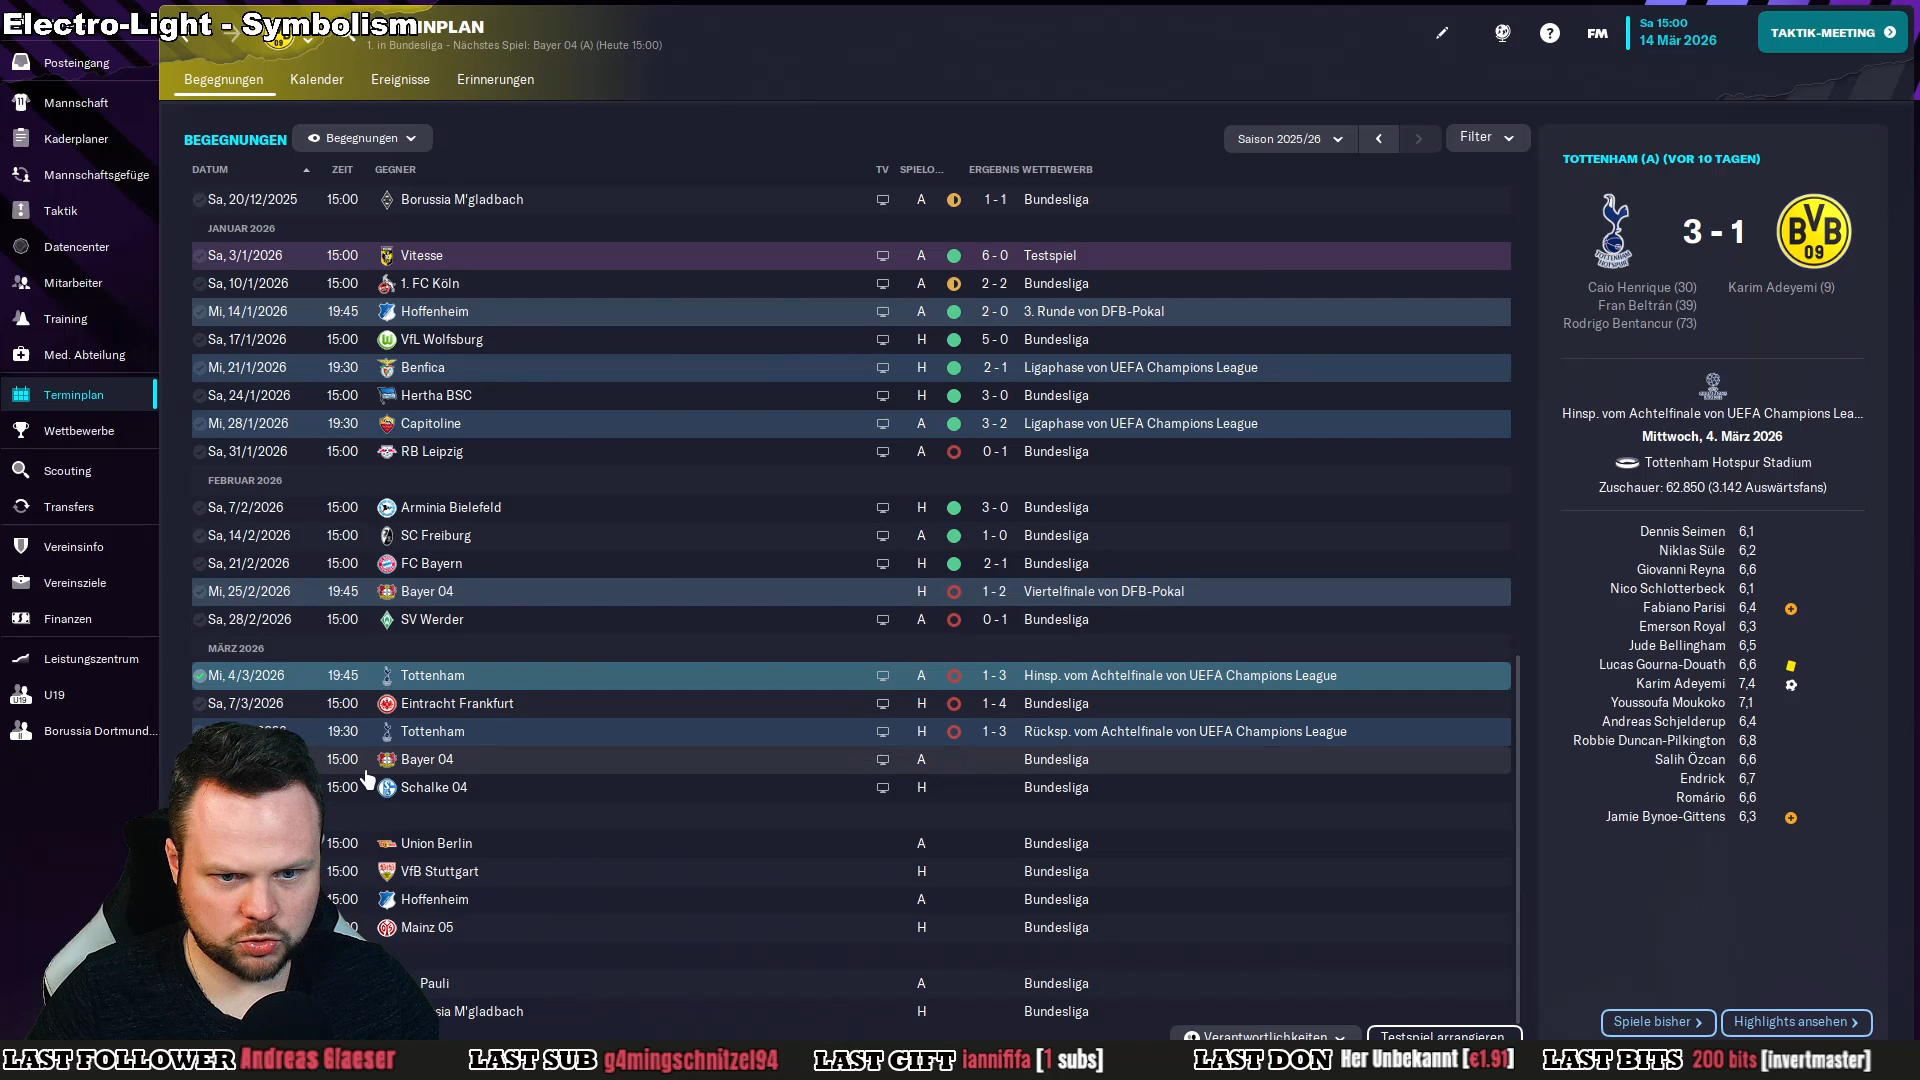 Electro-Light - Symbolism
1. in Bundesliga - Nächstes Spiel: Bayer 04 (A) (Heute 15:00)
FM
Sa 15:00
14 Mär 2026
TAKTIK-MEETING
Begegnungen
Kalender
Ereignisse
Erinnerungen
Posteingang
Mannschaft
Kaderplaner
Mannschaftsgefüge
Taktik
Datencenter
Mitarbeiter
Training
Med. Abteilung
Terminplan
Wettbewerbe
Scouting
Transfers
Vereinsinfo
Vereinsziele
Finanzen
Leistungszentrum
U19
Borussia Dortmund...
BEGEGNUNGEN Begegnungen
Saison 2025/26
Filter
DATUM ZEIT GEGNER TV SPIELO... ERGEBNIS WETTBEWERB
Sa, 20/12/2025 15:00 Borussia M'gladbach A 1 - 1 Bundesliga
JANUAR 2026
Sa, 3/1/2026 15:00 Vitesse A 6 - 0 Testspiel
Sa, 10/1/2026 15:00 1. FC Köln A 2 - 2 Bundesliga
Mi, 14/1/2026 19:45 Hoffenheim A 2 - 0 3. Runde von DFB-Pokal
Sa, 17/1/2026 15:00 VfL Wolfsburg H 5 - 0 Bundesliga
Mi, 21/1/2026 19:30 Benfica H 2 - 1 Ligaphase von UEFA Champions League
Sa, 24/1/2026 15:00 Hertha BSC H 3 - 0 Bundesliga
Mi, 28/1/2026 19:30 Capitoline A 3 - 2 Ligaphase von UEFA Champions League
Sa, 31/1/2026 15:00 RB Leipzig A 0 - 1 Bundesliga
FEBRUAR 2026
Sa, 7/2/2026 15:00 Arminia Bielefeld H 3 - 0 Bundesliga
Sa, 14/2/2026 15:00 SC Freiburg A 1 - 0 Bundesliga
Sa, 21/2/2026 15:00 FC Bayern H 2 - 1 Bundesliga
Mi, 25/2/2026 19:45 Bayer 04 H 1 - 2 Viertelfinale von DFB-Pokal
Sa, 28/2/2026 15:00 SV Werder A 0 - 1 Bundesliga
MÄRZ 2026
Mi, 4/3/2026 19:45 Tottenham A 1 - 3 Hinsp. vom Achtelfinale von UEFA Champions League
Sa, 7/3/2026 15:00 Eintracht Frankfurt H 1 - 4 Bundesliga
19:30 Tottenham H 1 - 3 Rücksp. vom Achtelfinale von UEFA Champions League
15:00 Bayer 04 A Bundesliga
15:00 Schalke 04 H Bundesliga
15:00 Union Berlin A Bundesliga
15:00 VfB Stuttgart H Bundesliga
15:00 Hoffenheim A Bundesliga
Mainz 05 H Bundesliga
Pauli A Bundesliga
M'gladbach H Bundesliga
Verantwortlichkeiten
Testspiel arrangieren
TOTTENHAM (A) (VOR 10 TAGEN)
TOTTENHAM HOTSPUR
3 - 1
BVB 09
Caio Henrique (30)
Fran Beltrán (39)
Rodrigo Bentancur (73)
Karim Adeyemi (9)
Hinsp. vom Achtelfinale von UEFA Champions Lea...
Mittwoch, 4. März 2026
Tottenham Hotspur Stadium
Zuschauer: 62.850 (3.142 Auswärtsfans)
Dennis Seimen 6,1
Niklas Süle 6,2
Giovanni Reyna 6,6
Nico Schlotterbeck 6,1
Fabiano Parisi 6,4
Emerson Royal 6,3
Jude Bellingham 6,5
Lucas Gourna-Douath 6,6
Karim Adeyemi 7,4
Youssoufa Moukoko 7,1
Andreas Schjelderup 6,4
Robbie Duncan-Pilkington 6,8
Salih Özcan 6,6
Endrick 6,7
Romário 6,6
Jamie Bynoe-Gittens 6,3
Spiele bisher
Highlights ansehen
LAST FOLLOWER Andreas Glaeser
LAST SUB g4mingschnitzel94
LAST GIFT iannififa [1 subs]
LAST DON Her Unbekannt [€1.91]
LAST BITS 200 bits [invertmaster]